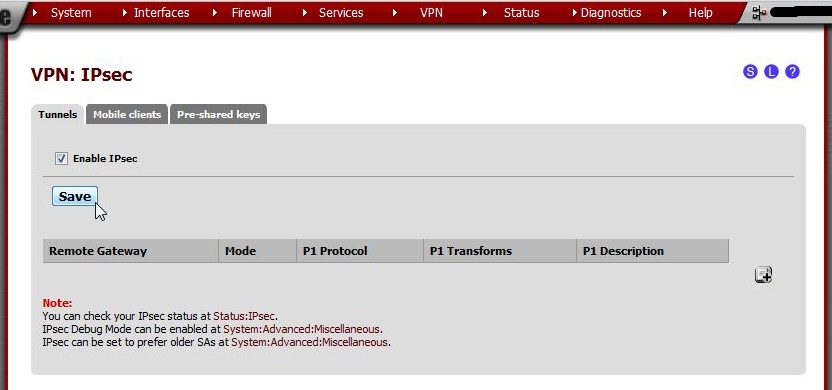 e System Interfaces Firewall Services VPN Status Diagnostics Help
VPN: IPsec
S L ?
Tunnels Mobile clients Pre-shared keys
Enable IPsec
Save
Remote Gateway Mode P1 Protocol P1 Transforms P1 Description
Note:
You can check your IPsec status at Status:IPsec.
IPsec Debug Mode can be enabled at System:Advanced:Miscellaneous.
IPsec can be set to prefer older SAs at System:Advanced:Miscellaneous.